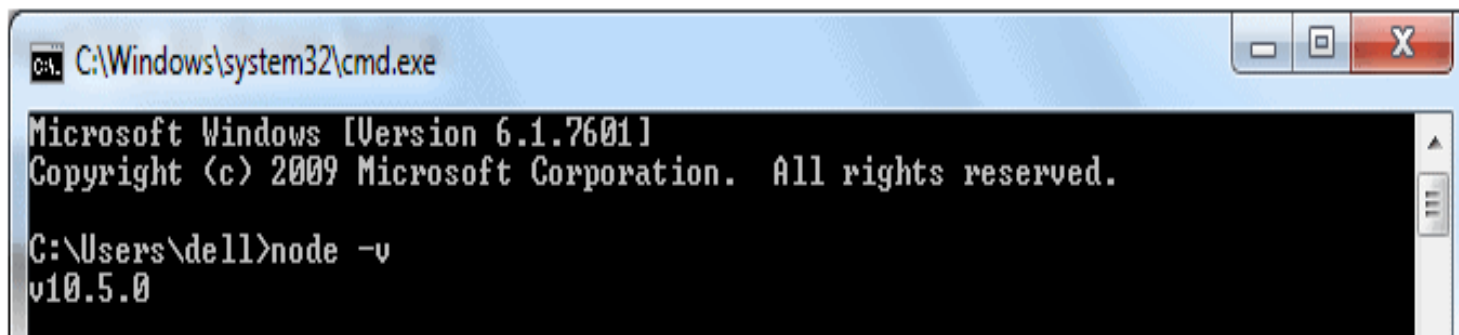 C:\Windows\system32\cmd.exe
Microsoft Windows [Version 6.1.7601]
Copyright (c) 2009 Microsoft Corporation.  All rights reserved.
C:\Users\dell>node -v
v10.5.0